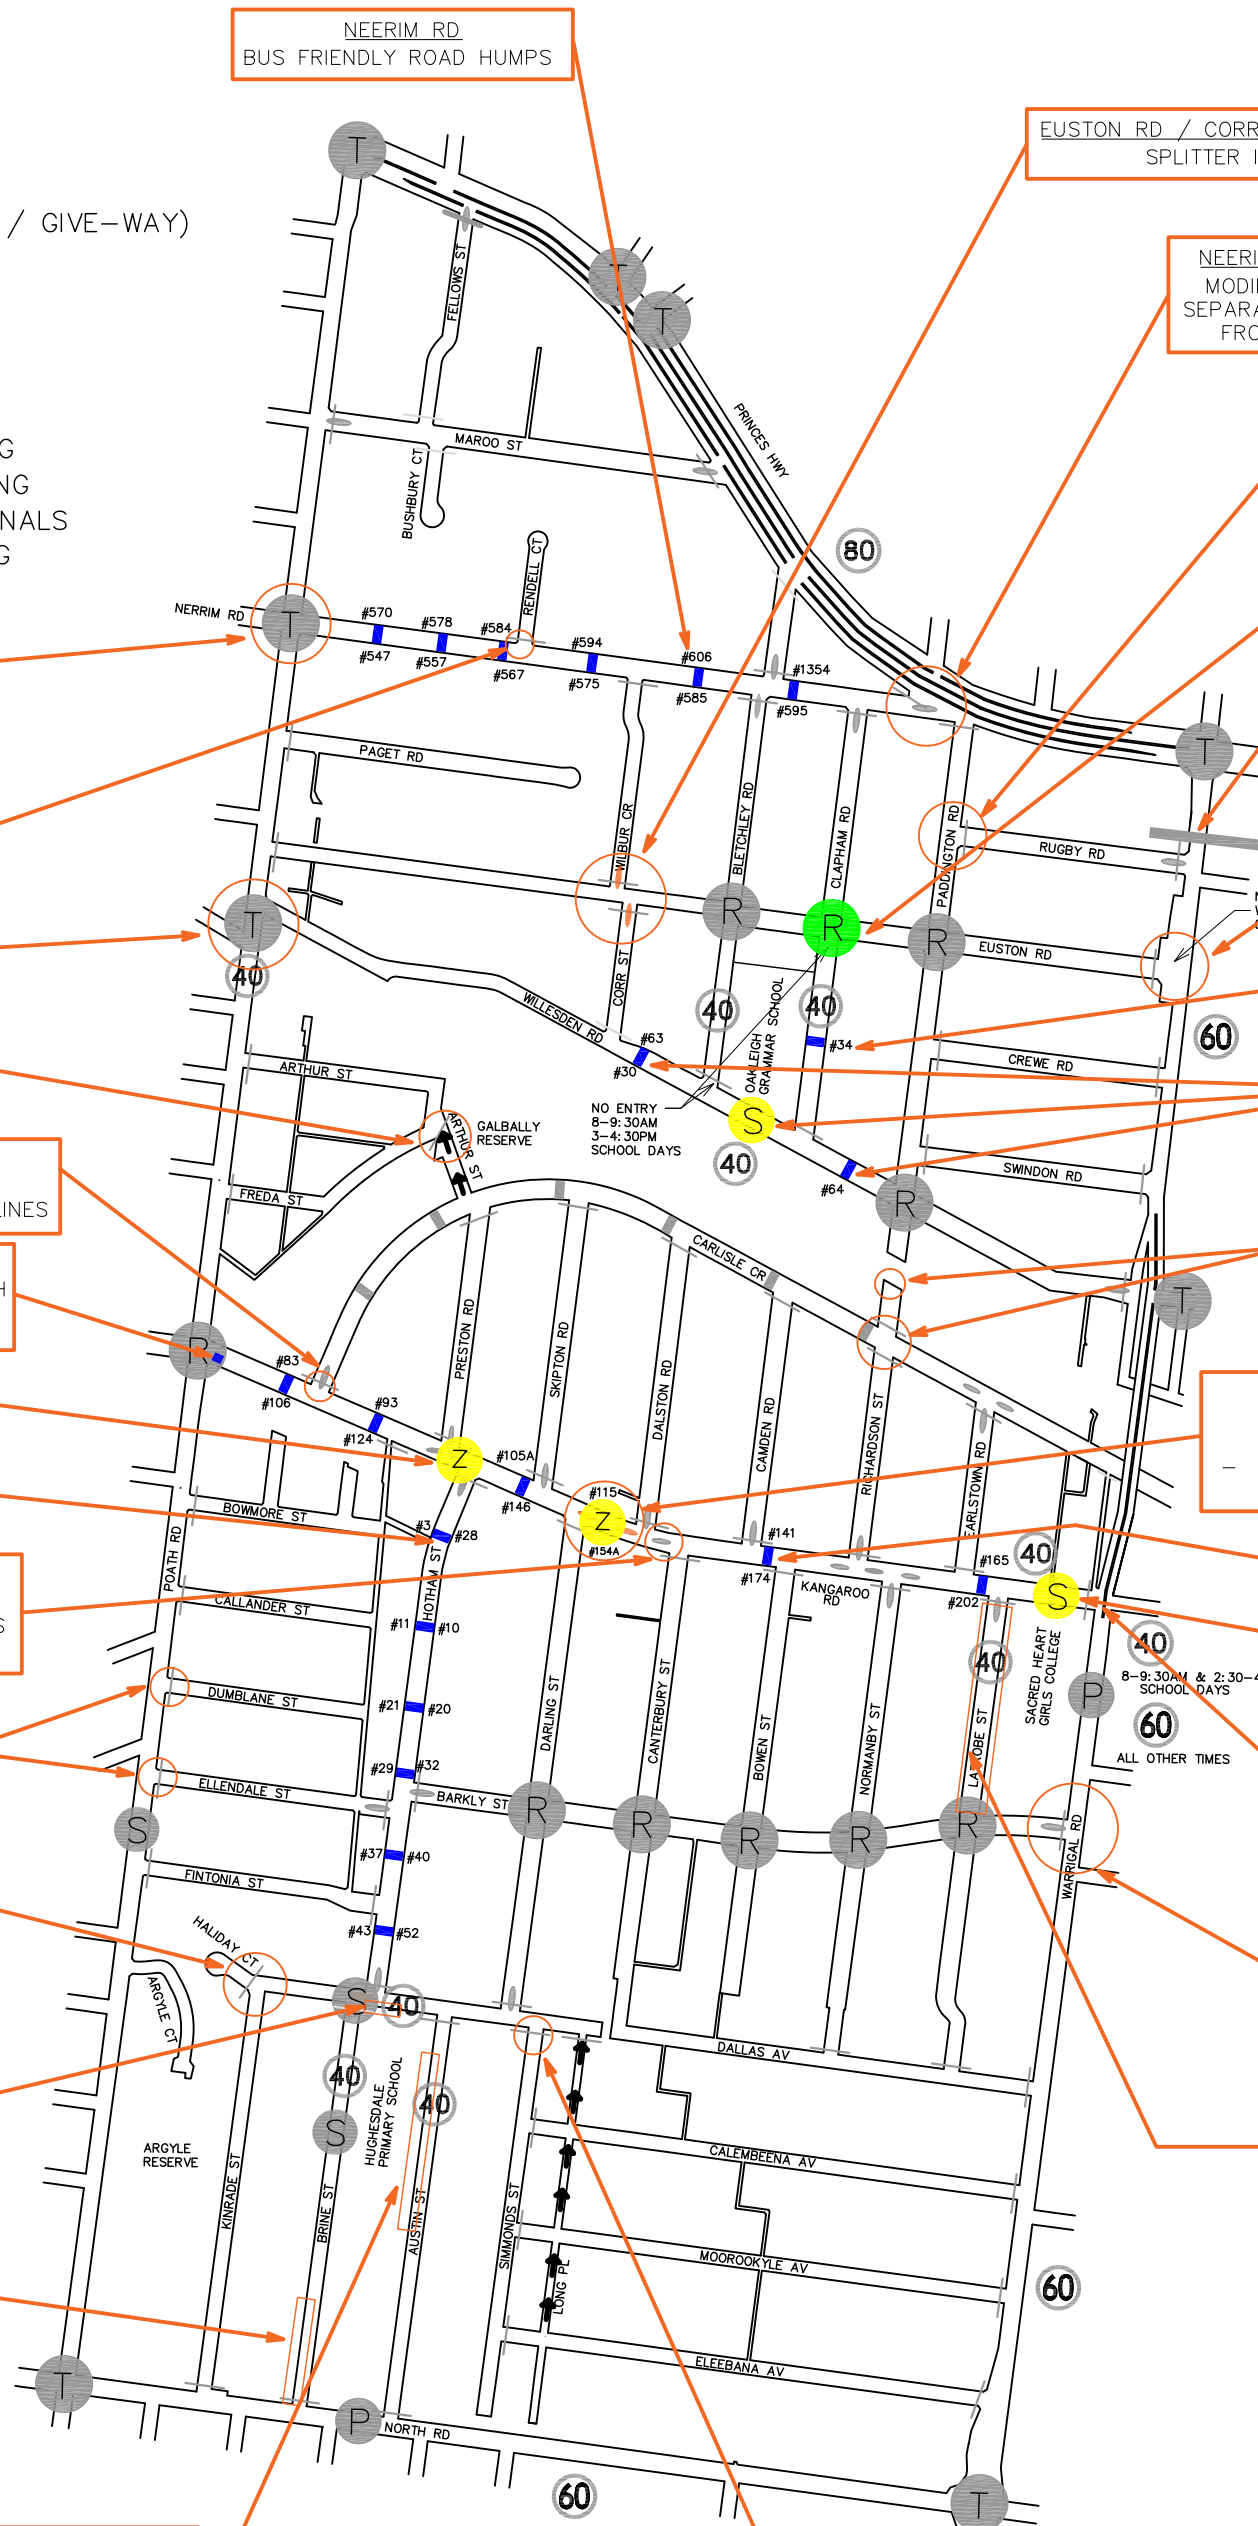 NEERIM RD
BUS FRIENDLY ROAD HUMPS
EUSTON RD / CORR
SPLITTER I
/ GIVE-WAY)
NEERI
MODI
SEPARA
FRO
T
T
T
FELLOWS ST
PRINCES HWY
MAROO ST
BUSHBURY CT
G
NG
NALS
G
80
RENDELL CT
NERRIM RD
T
#570
#578
#584
#594
#606
#1354
#547
#557
#567
#575
#585
#595
T
PAGET RD
WILBUR CR
BLETCHLEY RD
CLAPHAM RD
PADDINGTON RD
RUGBY RD
T
R
R
R
EUSTON RD
40
CORR ST
WILLESDEN RD
40
40
60
OAKLEIGH
GRAMMAR SCHOOL
#34
#63
#30
CREWE RD
ARTHUR ST
NO ENTRY
8-9:30AM
3-4:30PM
SCHOOL DAYS
S
40
GALBALLY
RESERVE
ARTHUR ST
#64
SWINDON RD
FREDA ST
LINES
R
H
CARLISLE CR
T
PRESTON RD
SKIPTON RD
R
#83
#106
#93
#124
DALSTON RD
CAMDEN RD
RICHARDSON ST
EARLSTOWN RD
Z
#105A
#146
#115
Z
#154A
BOWMORE ST
#3
#28
HOTHAM ST
POATH RD
#141
#174
KANGAROO
RD
#165
#202
40
S
CALLANDER ST
#11
#10
S
40
40
SACRED HEART
GIRLS COLLEGE
8-9:30AM & 2:30-4
SCHOOL DAYS
60
ALL OTHER TIMES
P
DUMBLANE ST
#21
#20
DARLING ST
CANTERBURY ST
BOWEN ST
NORMANBY ST
LATROBE ST
ELLENDALE ST
#29
#32
BARKLY ST
R
R
R
R
R
S
WARRIGAL RD
#37
#40
FINTONIA ST
#43
#52
HALIDAY CT
ARGYLE CT
S
40
40
HUGHESDALE
PRIMARY SCHOOL
40
S
DALLAS AV
ARGYLE
RESERVE
KINRADE ST
BRINE ST
AUSTIN ST
SIMMONDS ST
CALEMBEENA AV
MOOROOKYLE AV
LONG PL
60
ELEEBANA AV
T
P
NORTH RD
60
T